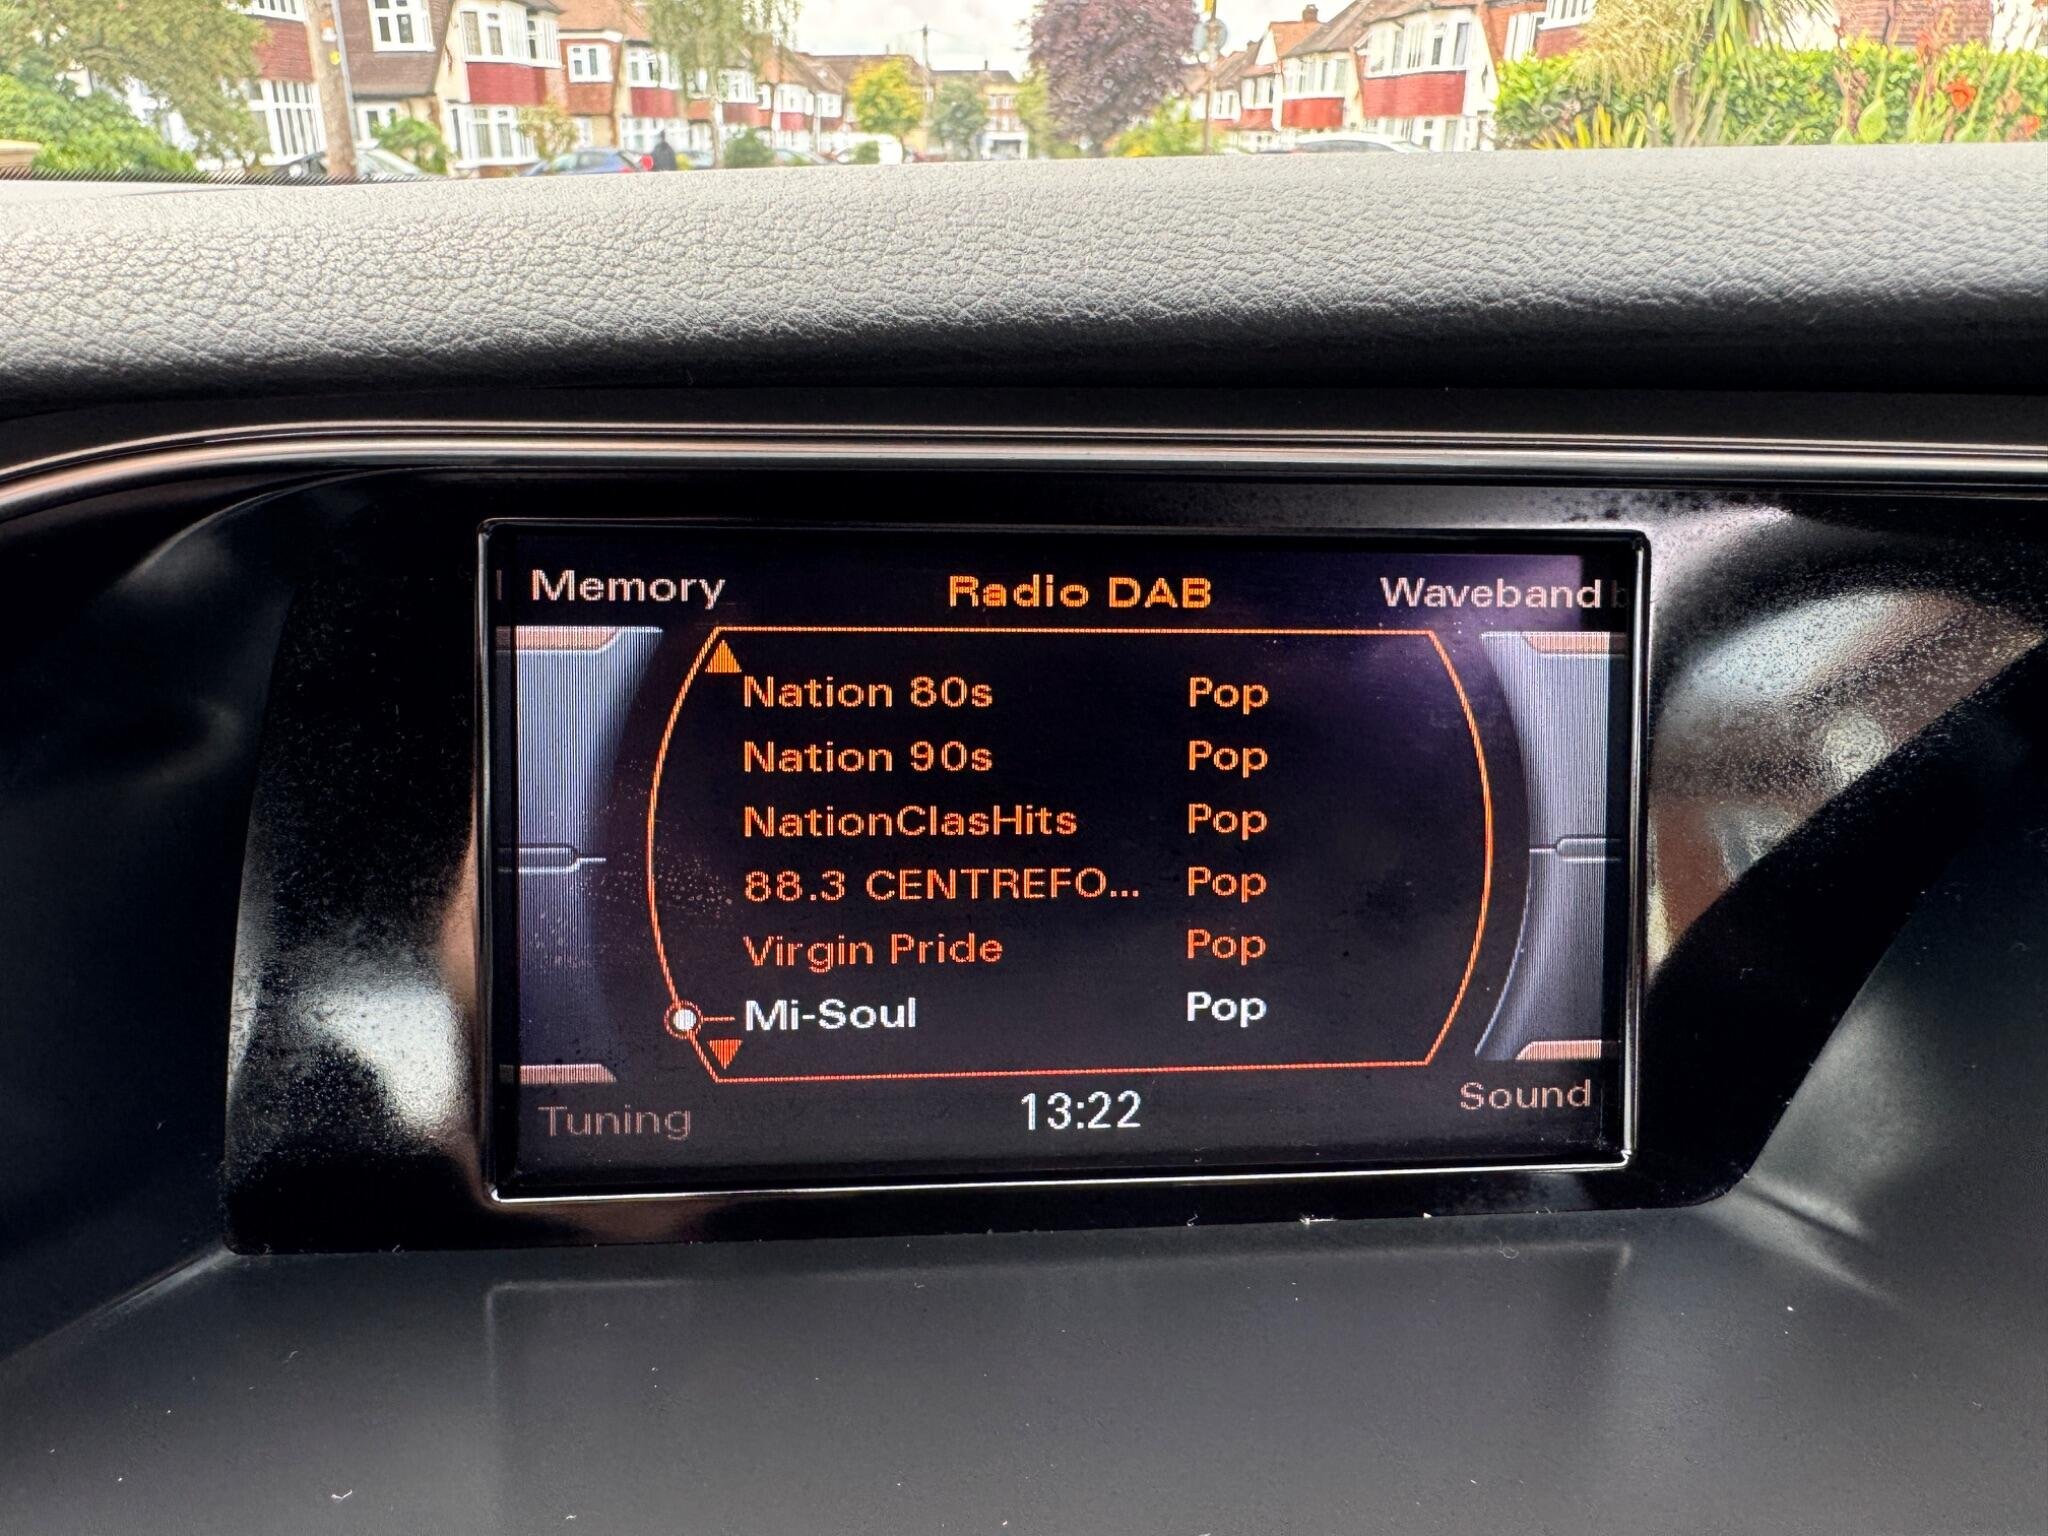 Memory Radio DAB Waveband
Nation 80s Pop
Nation 90s Pop
NationClasHits Pop
88.3 CENTREFO... Pop
Virgin Pride Pop
Mi-Soul Pop
Tuning 13:22 Sound